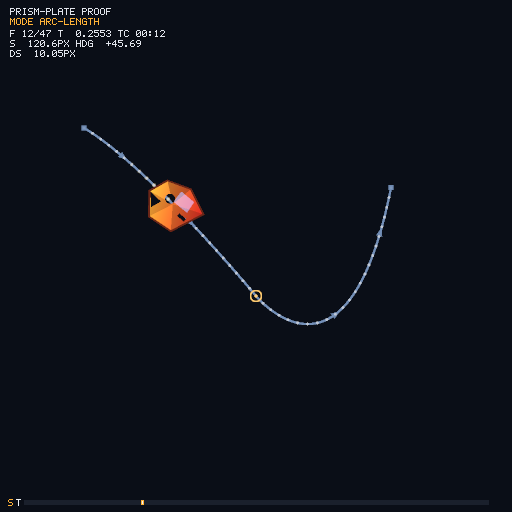 PRISM-PLATE PROOF
MODE ARC-LENGTH
F 12/47 T  0.2553 TC 00:12
S  120.6PX HDG  +45.69
DS  10.05PX
ST